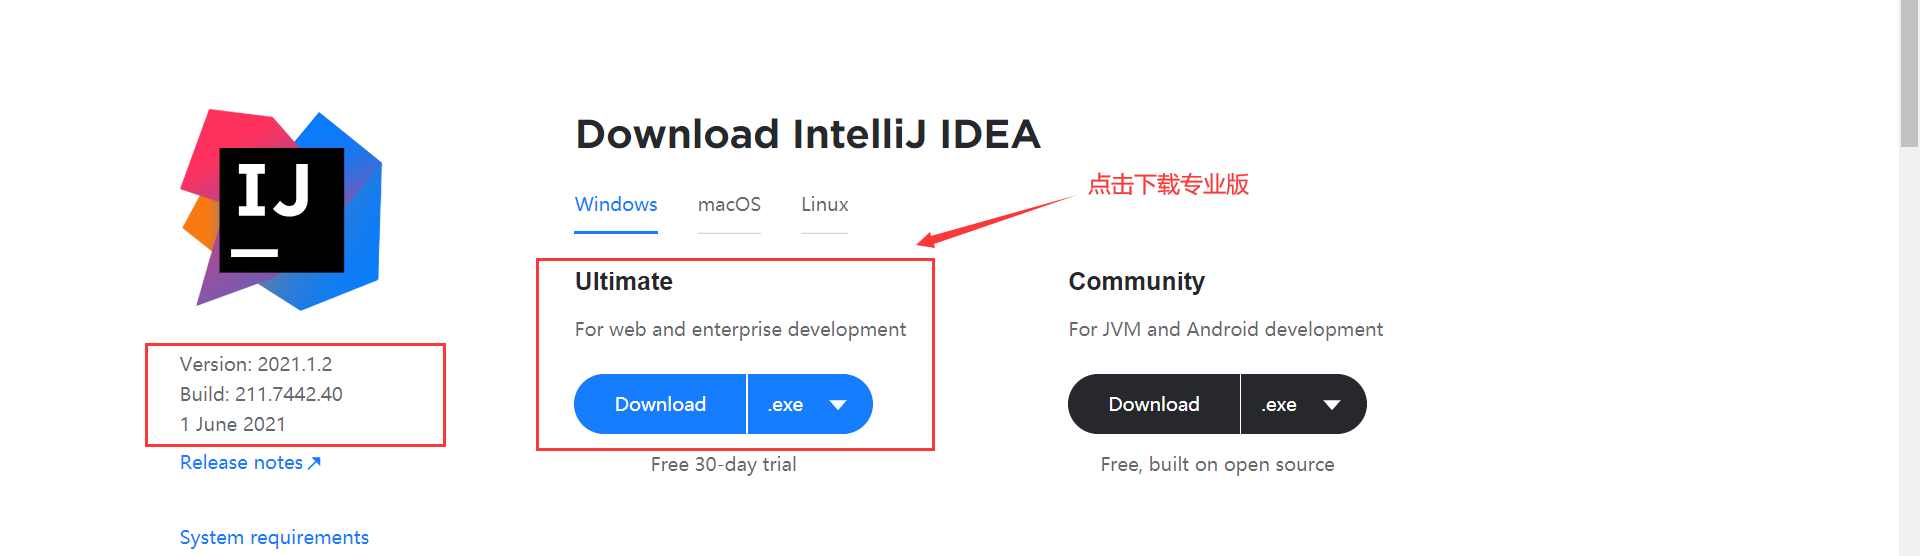 IJ
Download IntelliJ IDEA
点击下载专业版
Windows
macOS
Linux
Ultimate
For web and enterprise development
Download
.exe
Free 30-day trial
Community
For JVM and Android development
Download
.exe
Free, built on open source
Version: 2021.1.2
Build: 211.7442.40
1 June 2021
Release notes
System requirements